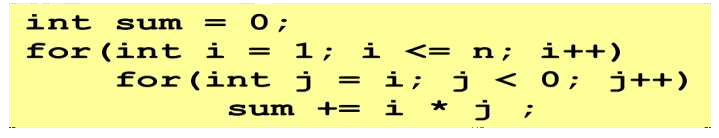 int sum = 0;
for(int i = 1; i <= n; i++)
for(int j = i; j < 0; j++)
sum += i * j ;